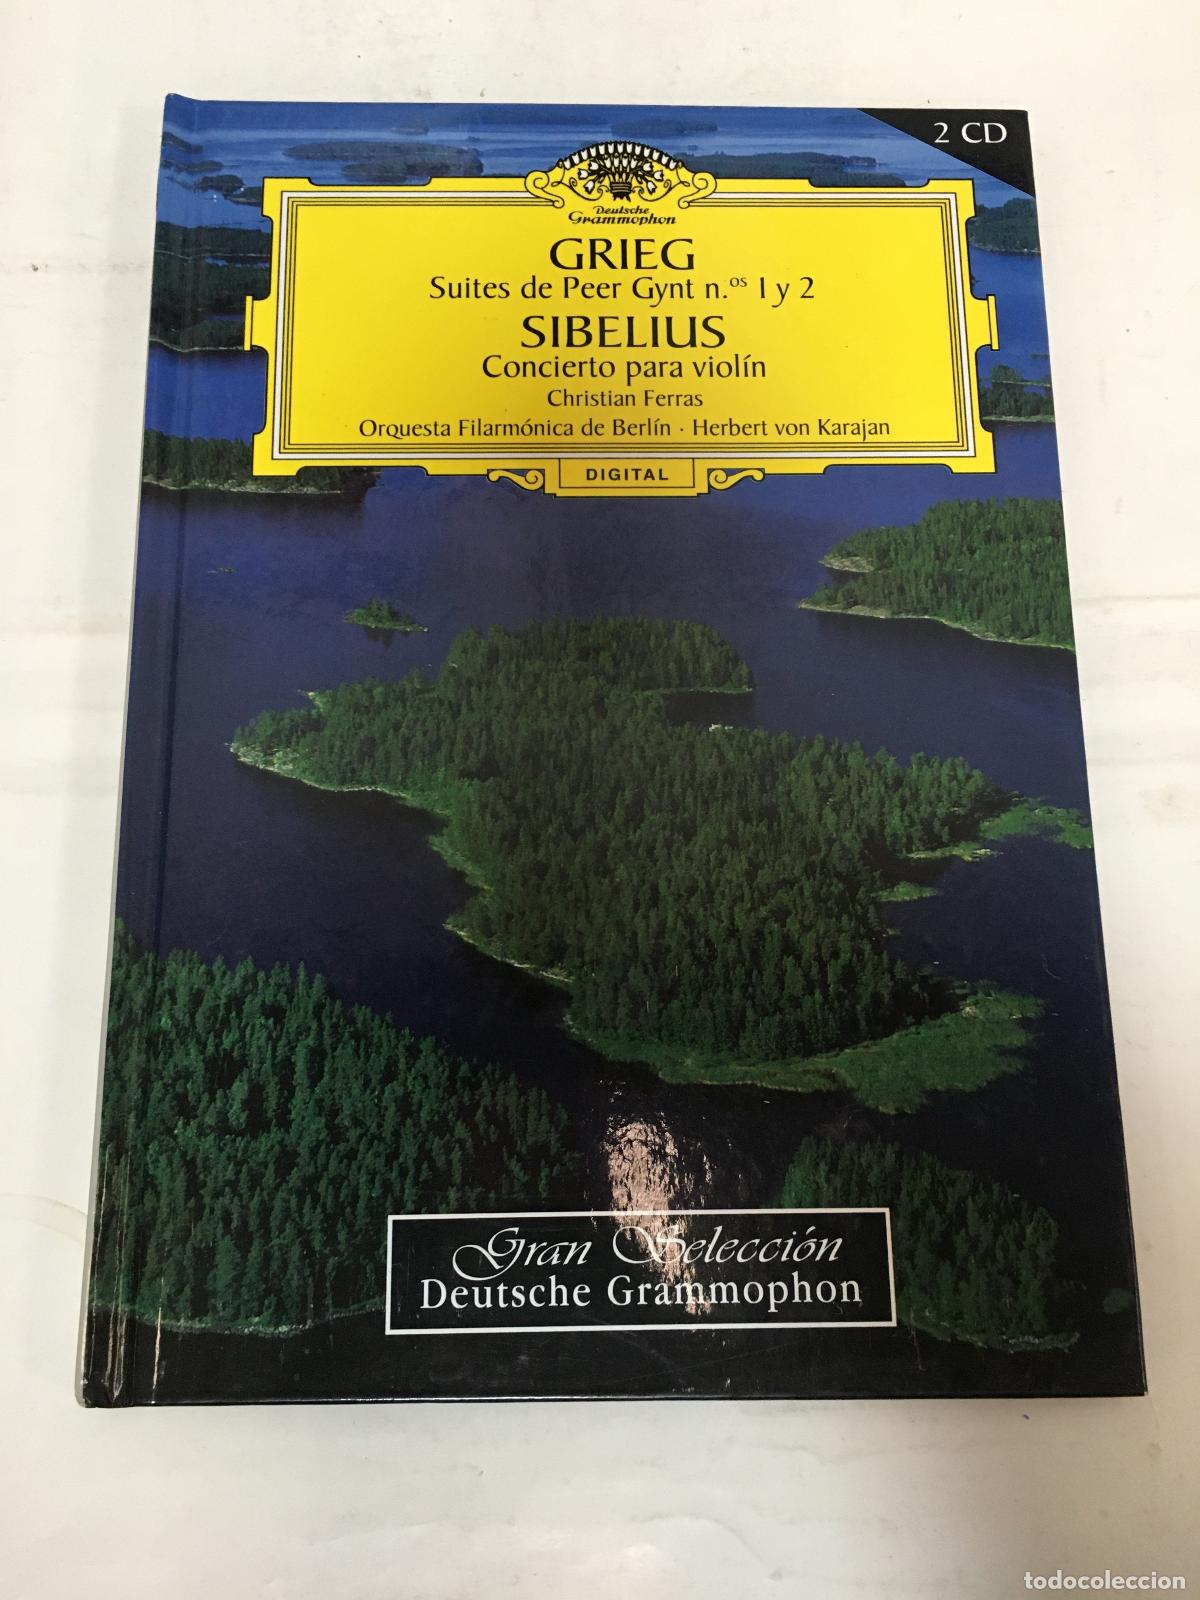 2 CD
Deutsche
Grammophon
GRIEG
Suites de Peer Gynt n.os 1 y 2
SIBELIUS
Concierto para violín
Christian Ferras
Orquesta Filarmónica de Berlín · Herbert von Karajan
DIGITAL
Gran Selección
Deutsche Grammophon
todocoleccion